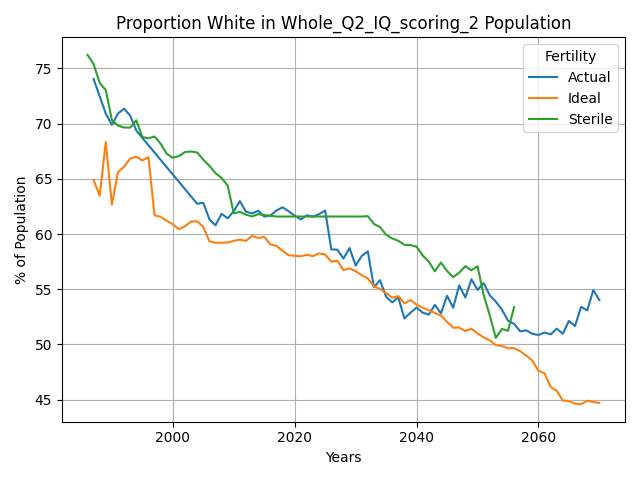 Proportion White in Whole_Q2_IQ_scoring_2 Population
Fertility
Actual
Ideal
Sterile
% of Population
75
70
65
60
55
50
45
2000
2020
2040
2060
Years